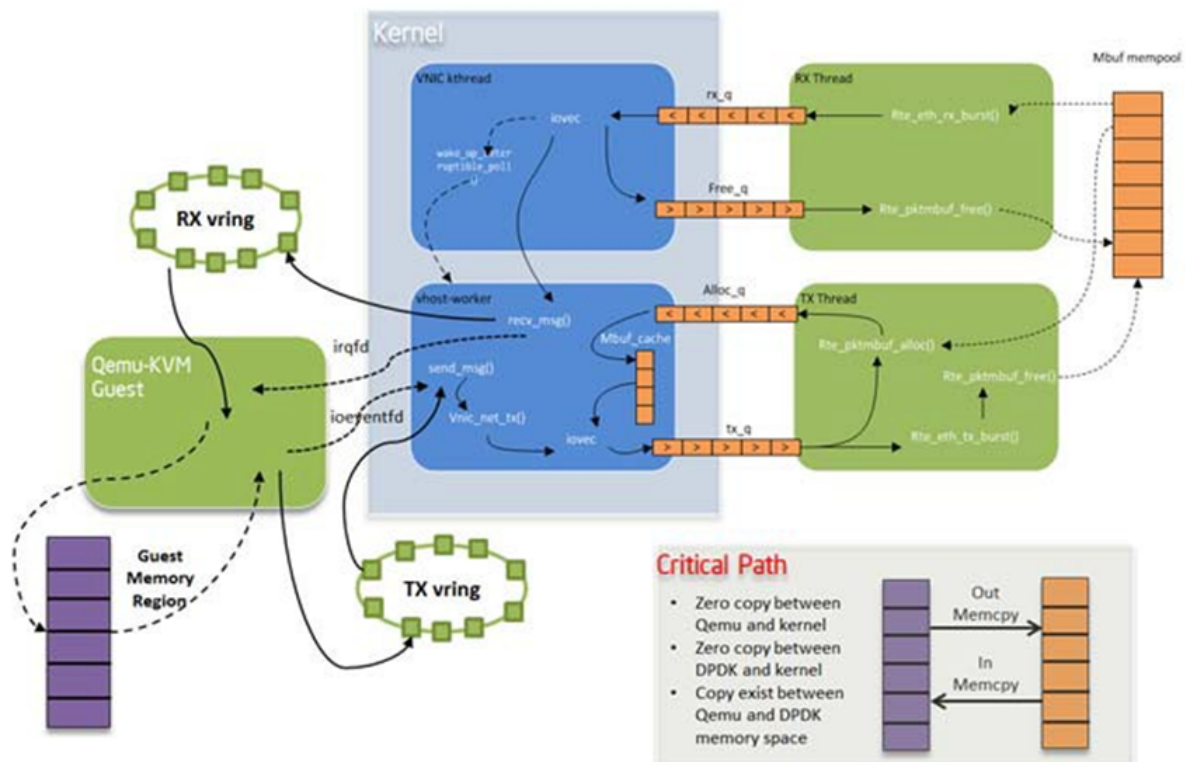 Kernel
VNIC kthread
iovec
wake_up_inter
ruptible_poll
()
rx_q
< < < < <
Free_q
> > > > >
RX Thread
Rte_eth_rx_burst()
Rte_pktmbuf_free()
Mbuf mempool
RX vring
vhost-worker
recv_msg()
send_msg()
Vnic_net_tx()
iovec
Mbuf_cache
Alloc_q
< < < < <
tx_q
> > > > >
TX Thread
Rte_pktmbuf_alloc()
Rte_pktmbuf_free()
Rte_eth_tx_burst()
irqfd
ioeventfd
Qemu-KVM
Guest
Guest
Memory
Region
TX vring
Critical Path
• Zero copy between
Qemu and kernel
• Zero copy between
DPDK and kernel
• Copy exist between
Qemu and DPDK
memory space
Out
Memcpy
In
Memcpy